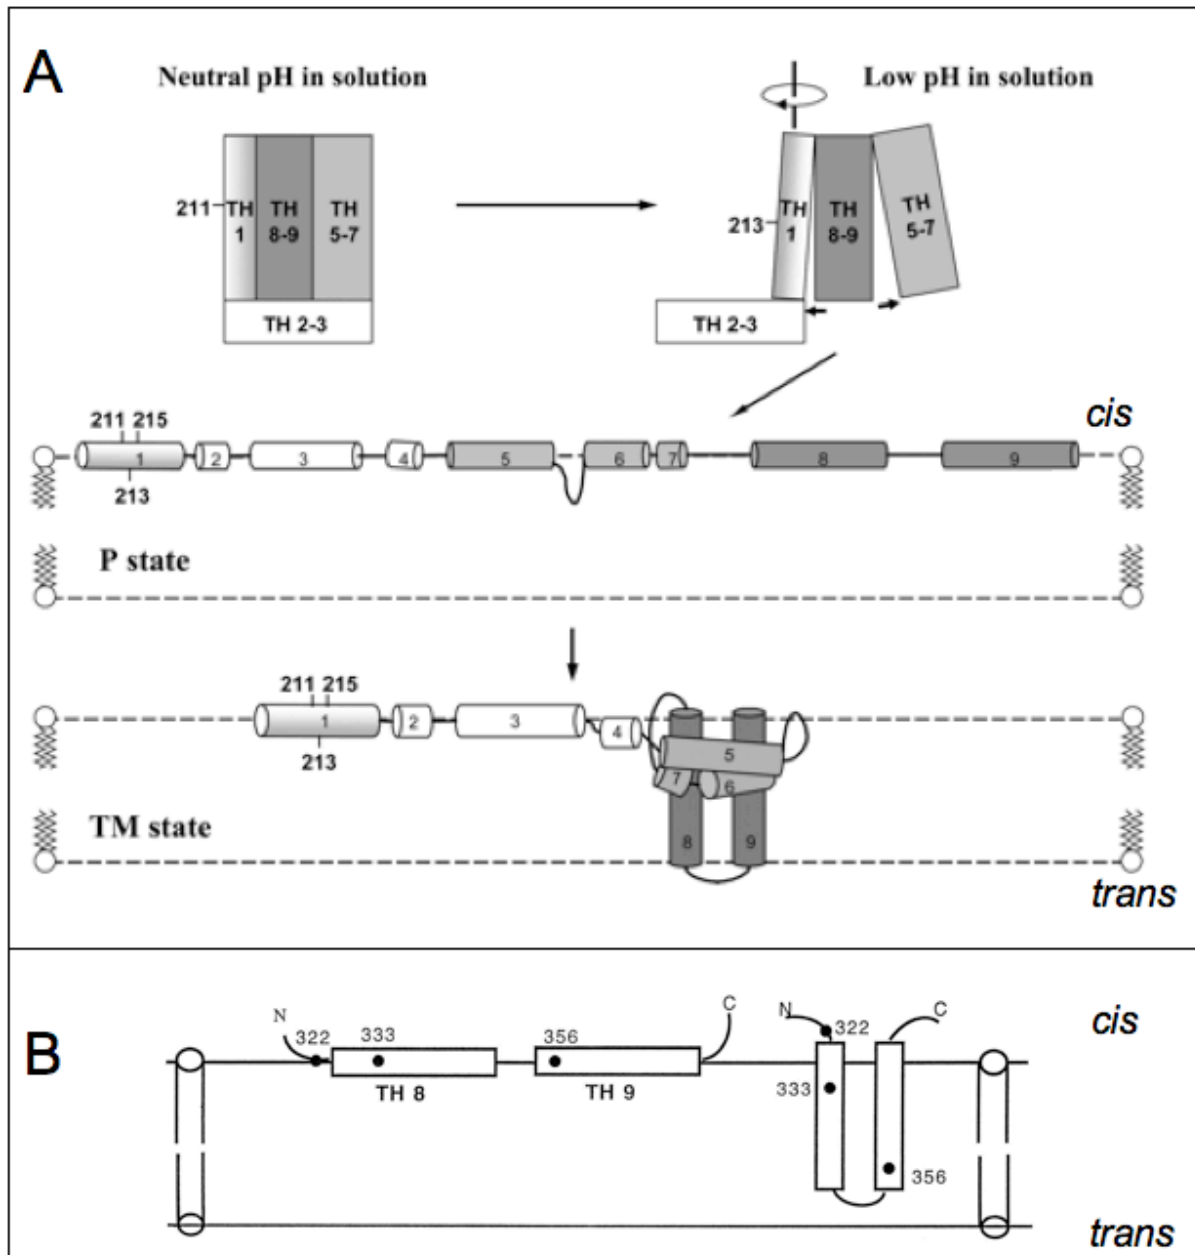 A
Neutral pH in solution
Low pH in solution
211
TH
1
TH
8-9
TH
5-7
TH 2-3
213
TH
1
TH
8-9
TH
5-7
TH 2-3
cis
211 215
1
2
3
4
5
6
7
8
9
213
P state
211 215
1
2
3
4
5
7
6
213
8
9
TM state
trans
B
N
322
333
356
C
TH 8
TH 9
N
322
C
333
356
cis
trans